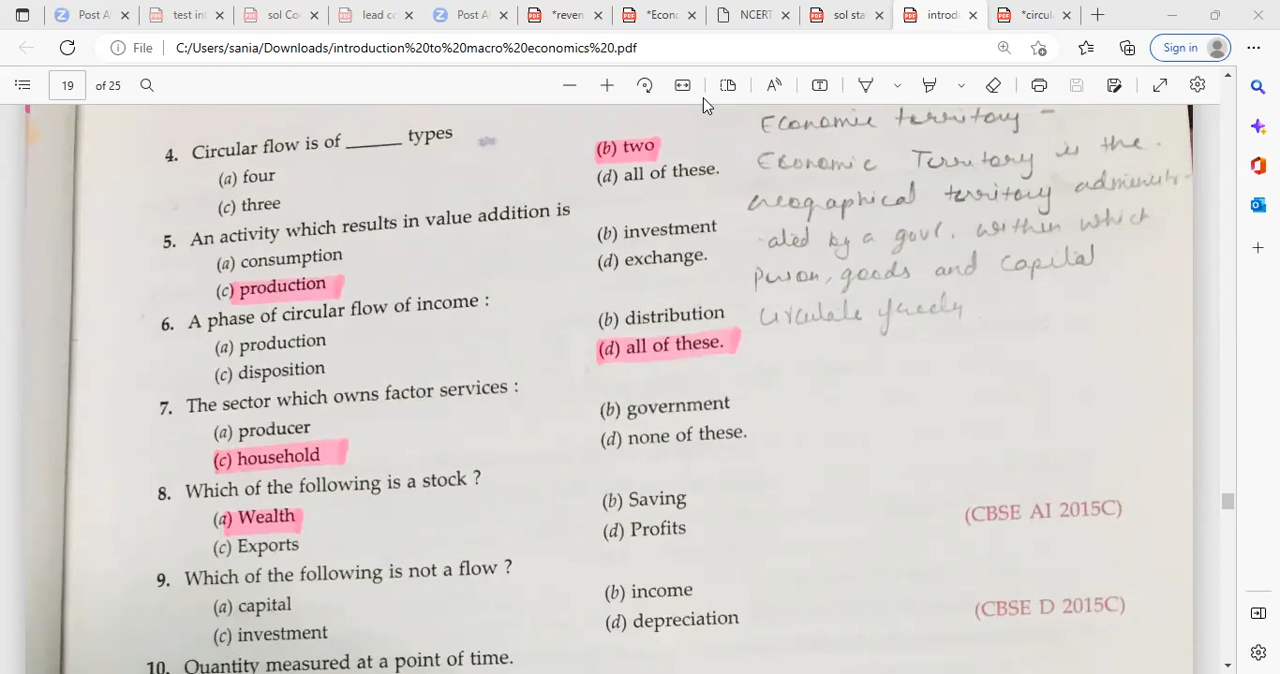 Post A
test in
sol Co
lead co
Post A
*reven
*Econo
NCERT
sol sta
introdu
*circul
File
C:/Users/sania/Downloads/introduction%20to%20macro%20economics%20.pdf
Sign in
19 of 25
4. Circular flow is of ______ types
(a) four
(b) two
(c) three
(d) all of these.
5. An activity which results in value addition is
(a) consumption
(b) investment
(c) production
(d) exchange.
6. A phase of circular flow of income :
(a) production
(b) distribution
(c) disposition
(d) all of these.
7. The sector which owns factor services :
(a) producer
(b) government
(c) household
(d) none of these.
8. Which of the following is a stock ?
(a) Wealth
(b) Saving
(c) Exports
(d) Profits
(CBSE AI 2015C)
9. Which of the following is not a flow ?
(a) capital
(b) income
(c) investment
(d) depreciation
(CBSE D 2015C)
10. Quantity measured at a point of time.
Economic territory -
Economic Territory is the
Geographical territory administr-
ated by a govt. within which
person, goods and capital
circulate freely